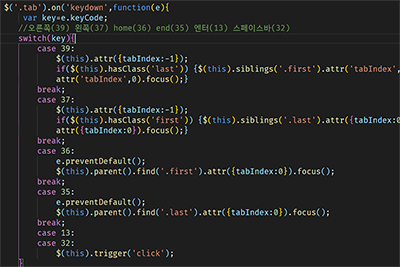 $('.tab').on('keydown',function(e){
var key=e.keyCode;
//오른쪽(39) 왼쪽(37) home(36) end(35) 엔터(13) 스페이스바(32)
switch(key){
case 39:
$(this).attr({tabIndex:-1});
if($(this).hasClass('last')) {$(this).siblings('.first').attr('tabIndex',
attr('tabIndex',0).focus();}
break;
case 37:
$(this).attr({tabIndex:-1});
if($(this).hasClass('first')) {$(this).siblings('.last').attr({tabIndex:0
attr({tabIndex:0}).focus();}
break;
case 36:
e.preventDefault();
$(this).parent().find('.first').attr({tabIndex:0}).focus();
break;
case 35:
e.preventDefault();
$(this).parent().find('.last').attr({tabIndex:0}).focus();
break;
case 13:
case 32:
$(this).trigger('click');
}